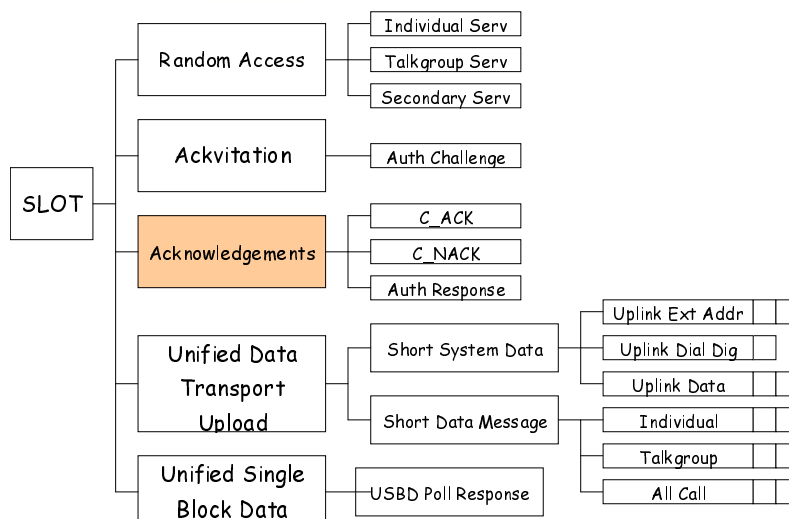 Random Access
Individual Serv
Talkgroup Serv
Secondary Serv
Ackvitation
Auth Challenge
SLOT
Acknowledgements
C_ACK
C_NACK
Auth Response
Unified Data
Transport
Upload
Short System Data
Uplink Ext Addr
Uplink Dial Dig
Uplink Data
Short Data Message
Individual
Talkgroup
All Call
Unified Single
Block Data
USBD Poll Response